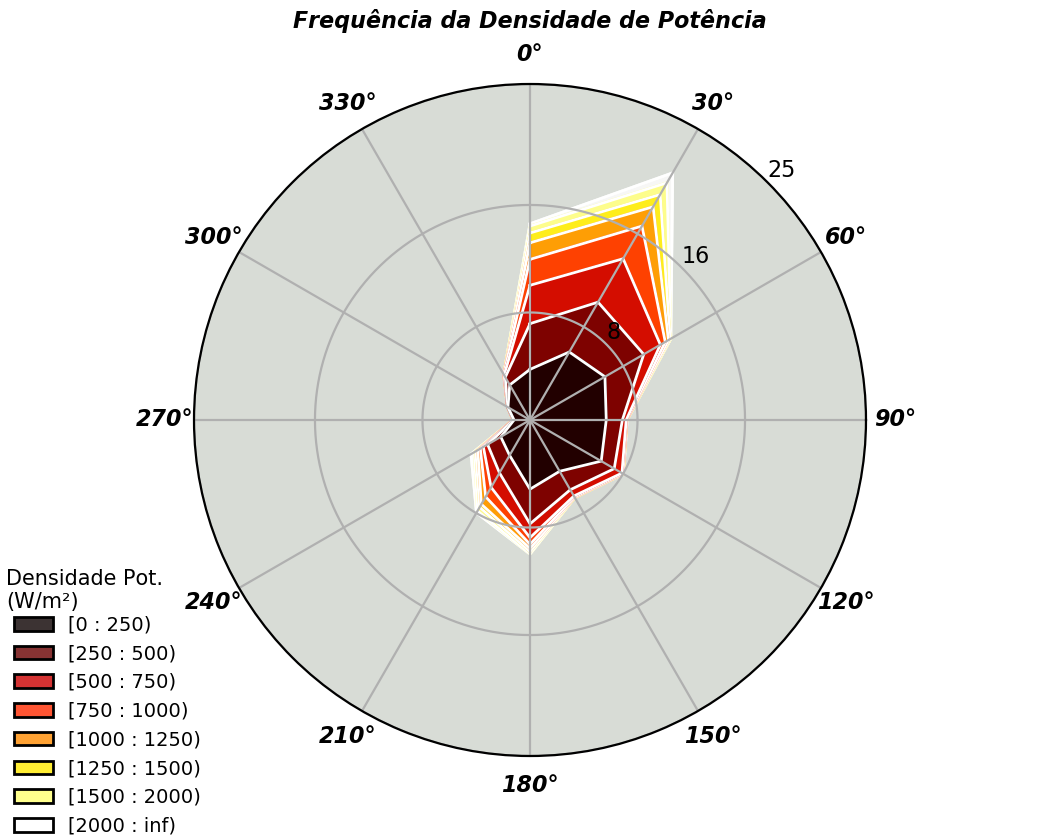 Frequência da Densidade de Potência
0°
330°
30°
25
300°
60°
16
8
270°
90°
240°
120°
210°
150°
180°
Densidade Pot.
(W/m²)
[0 : 250)
[250 : 500)
[500 : 750)
[750 : 1000)
[1000 : 1250)
[1250 : 1500)
[1500 : 2000)
[2000 : inf)